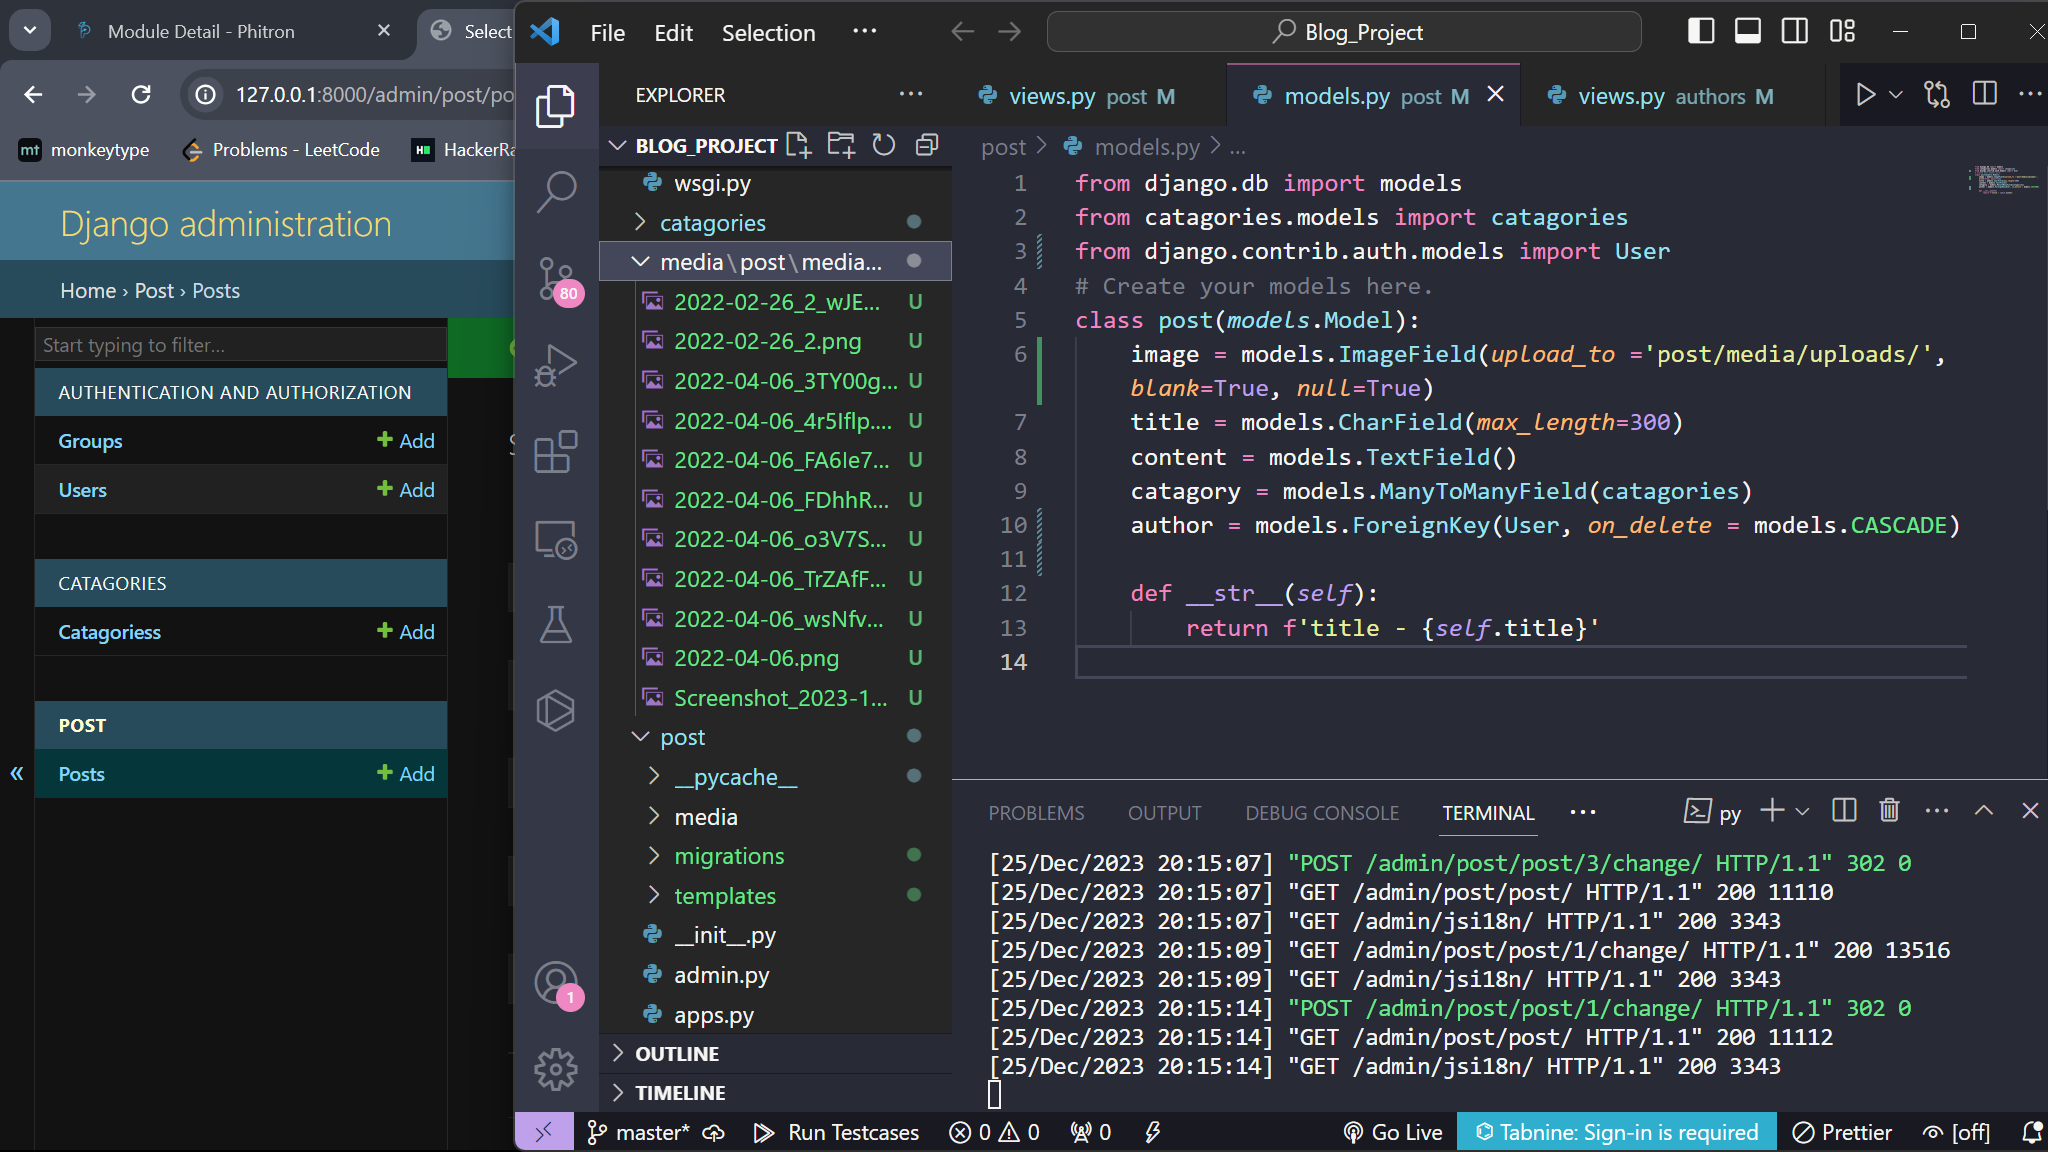 Module Detail - Phitron
Select
127.0.0.1:8000/admin/post/po
monkeytype
Problems - LeetCode
HackerRa
Django administration
Home › Post › Posts
Start typing to filter...
AUTHENTICATION AND AUTHORIZATION
Groups
Add
Users
Add
CATAGORIES
Catagoriess
Add
POST
Posts
Add
«
File Edit Selection ...
Blog_Project
EXPLORER
...
BLOG_PROJECT
wsgi.py
catagories
media\post\media...
2022-02-26_2_wJE... U
2022-02-26_2.png U
2022-04-06_3TY00g... U
2022-04-06_4r5lflp.... U
2022-04-06_FA6Ie7... U
2022-04-06_FDhhR... U
2022-04-06_o3V7S... U
2022-04-06_TrZAfF... U
2022-04-06_wsNfv... U
2022-04-06.png U
Screenshot_2023-1... U
post
__pycache__
media
migrations
templates
__init__.py
admin.py
apps.py
OUTLINE
TIMELINE
80
1
views.py post M
models.py post M
views.py authors M
post > models.py > ...
1 from django.db import models
2 from catagories.models import catagories
3 from django.contrib.auth.models import User
4 # Create your models here.
5 class post(models.Model):
6 image = models.ImageField(upload_to ='post/media/uploads/',
blank=True, null=True)
7 title = models.CharField(max_length=300)
8 content = models.TextField()
9 catagory = models.ManyToManyField(catagories)
10 author = models.ForeignKey(User, on_delete = models.CASCADE)
11
12 def __str__(self):
13 return f'title - {self.title}'
14
PROBLEMS OUTPUT DEBUG CONSOLE TERMINAL ...
py
[25/Dec/2023 20:15:07] "POST /admin/post/post/3/change/ HTTP/1.1" 302 0
[25/Dec/2023 20:15:07] "GET /admin/post/post/ HTTP/1.1" 200 11110
[25/Dec/2023 20:15:07] "GET /admin/jsi18n/ HTTP/1.1" 200 3343
[25/Dec/2023 20:15:09] "GET /admin/post/post/1/change/ HTTP/1.1" 200 13516
[25/Dec/2023 20:15:09] "GET /admin/jsi18n/ HTTP/1.1" 200 3343
[25/Dec/2023 20:15:14] "POST /admin/post/post/1/change/ HTTP/1.1" 302 0
[25/Dec/2023 20:15:14] "GET /admin/post/post/ HTTP/1.1" 200 11112
[25/Dec/2023 20:15:14] "GET /admin/jsi18n/ HTTP/1.1" 200 3343
master* Run Testcases 0 0 0 Go Live Tabnine: Sign-in is required Prettier [off]